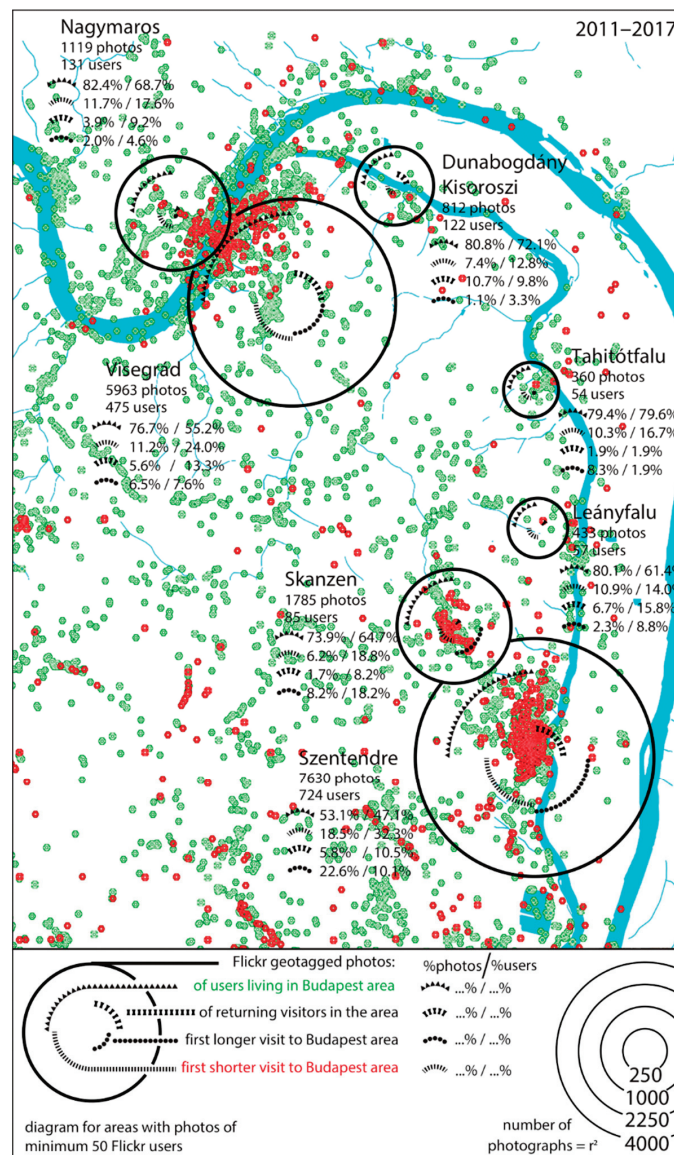 2011–2017
Nagymaros
1119 photos
131 users
82.4% / 68.7%
11.7% / 17.6%
3.9% / 9.2%
2.0% / 4.6%
Dunabogdány
Kisoroszi
812 photos
122 users
80.8% / 72.1%
7.4% / 12.8%
10.7% / 9.8%
1.1% / 3.3%
Visegrád
5963 photos
475 users
76.7% / 55.2%
11.2% / 24.0%
5.6% / 13.3%
6.5% / 7.6%
Tahitótfalu
360 photos
54 users
79.4% / 79.6%
10.3% / 16.7%
1.9% / 1.9%
8.3% / 1.9%
Leányfalu
433 photos
57 users
80.1% / 61.4%
10.9% / 14.0%
6.7% / 15.8%
2.3% / 8.8%
Skanzen
1785 photos
85 users
73.9% / 64.7%
6.2% / 18.8%
1.7% / 8.2%
8.2% / 18.2%
Szentendre
7630 photos
724 users
53.1% / 47.1%
18.5% / 32.3%
5.8% / 10.5%
22.6% / 10.1%
Flickr geotagged photos: %photos/%users
of users living in Budapest area ...% / ...%
of returning visitors in the area ...% / ...%
first longer visit to Budapest area ...% / ...%
first shorter visit to Budapest area ...% / ...%
diagram for areas with photos of
minimum 50 Flickr users
250
1000
2250
4000
number of
photographs = r²